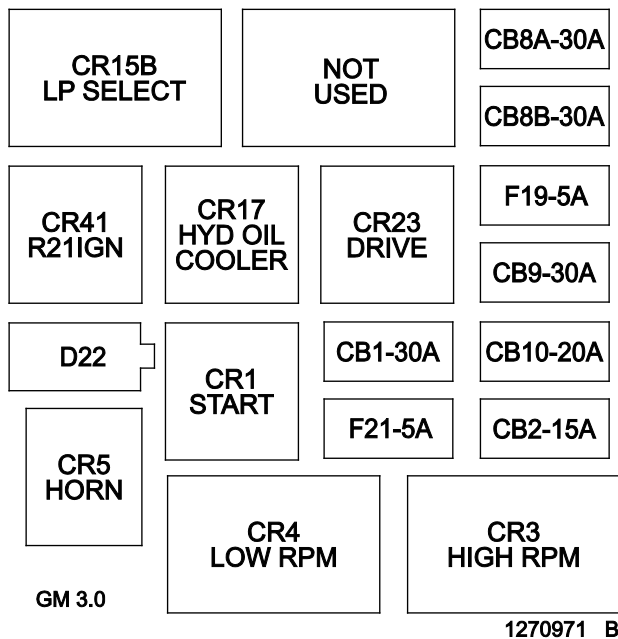 CR15B
LP SELECT
NOT
USED
CB8A-30A
CB8B-30A
CR41
R21IGN
CR17
HYD OIL
COOLER
CR23
DRIVE
F19-5A
CB9-30A
D22
CR1
START
CB1-30A
CB10-20A
F21-5A
CB2-15A
CR5
HORN
CR4
LOW RPM
CR3
HIGH RPM
GM 3.0
1270971 B